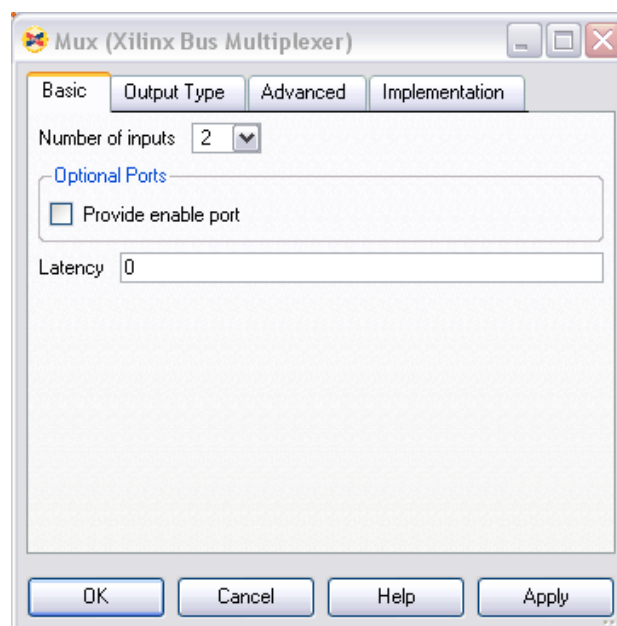 Mux (Xilinx Bus Multiplexer)
Basic Output Type Advanced Implementation
Number of inputs 2
Optional Ports
Provide enable port
Latency 0
OK Cancel Help Apply